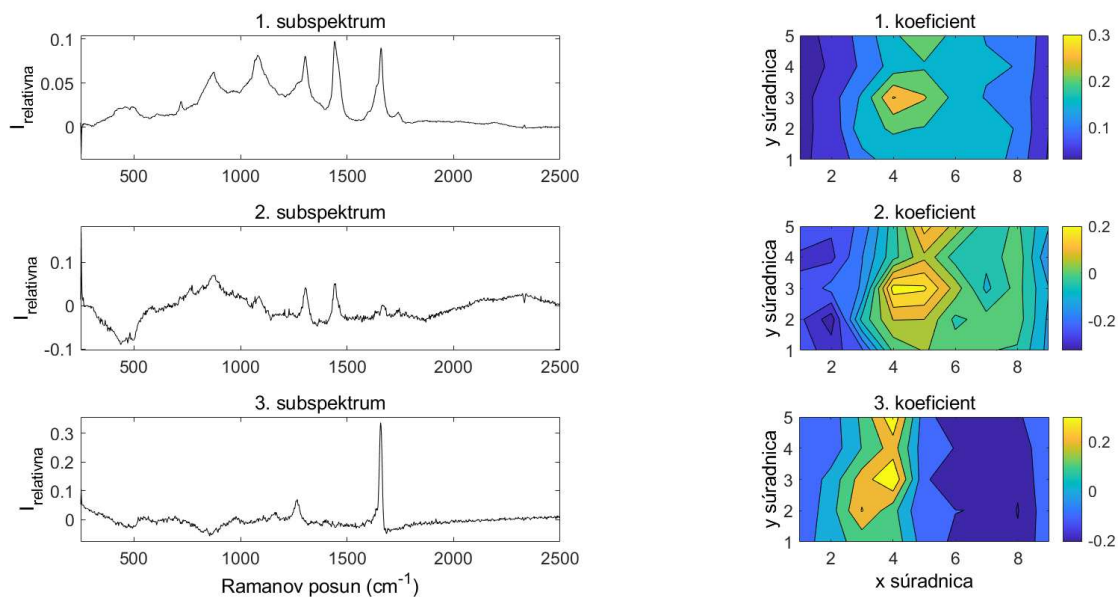 1. subspektrum
0.1
0.05
0
I_relativna
500 1000 1500 2000 2500
1. koeficient
5
4
3
2
1
y súradnica
2 4 6 8
0.3
0.2
0.1
2. subspektrum
0.1
0
-0.1
I_relativna
500 1000 1500 2000 2500
2. koeficient
5
4
3
2
1
y súradnica
2 4 6 8
0.2
0
-0.2
3. subspektrum
0.3
0.2
0.1
0
I_relativna
500 1000 1500 2000 2500
Ramanov posun (cm⁻¹)
3. koeficient
5
4
3
2
1
y súradnica
2 4 6 8
x súradnica
0.2
0
-0.2